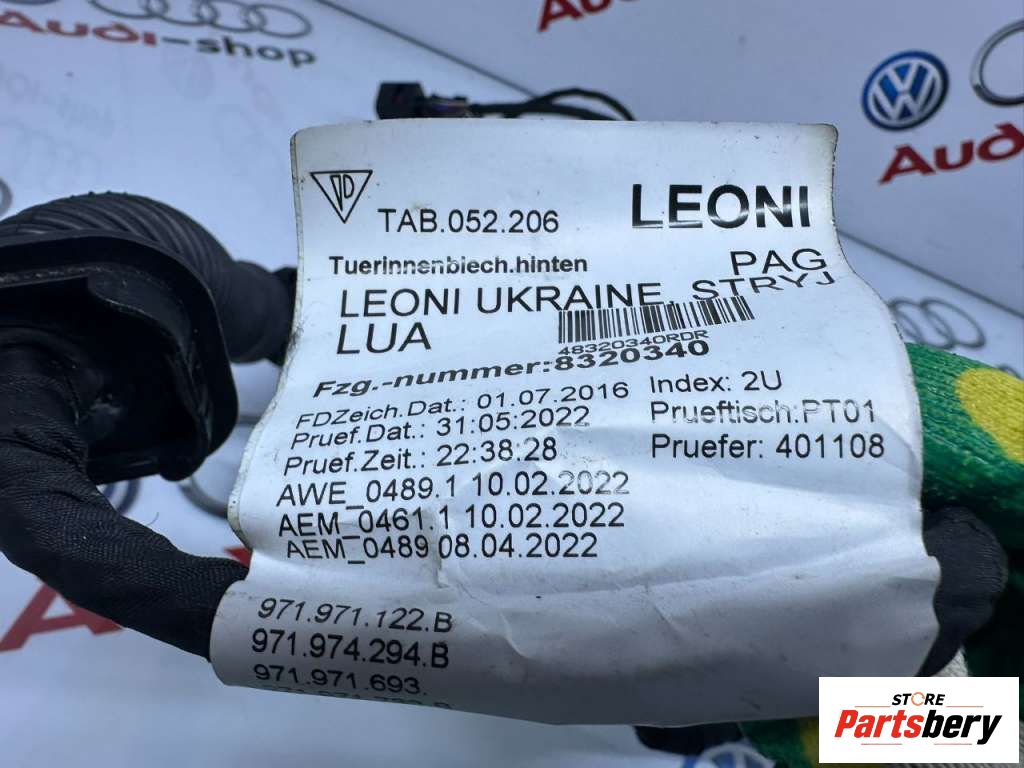 Audi-shop
Audi
TAB.052.206
LEONI
Tuerinnenblech.hinten
PAG
LEONI UKRAINE, STRYJ
LUA
48320340RDR
Fzg.-nummer:8320340
FDZeich.Dat.: 01.07.2016 Index: 2U
Pruef.Dat.: 31:05:2022 Prueftisch:PT01
Pruef.Zeit.: 22:38:28 Pruefer: 401108
AWE_0489.1 10.02.2022
AEM_0461.1 10.02.2022
AEM_0489 08.04.2022
971.971.122.B
971.974.294.B
971.971.693.
STORE
Partsbery